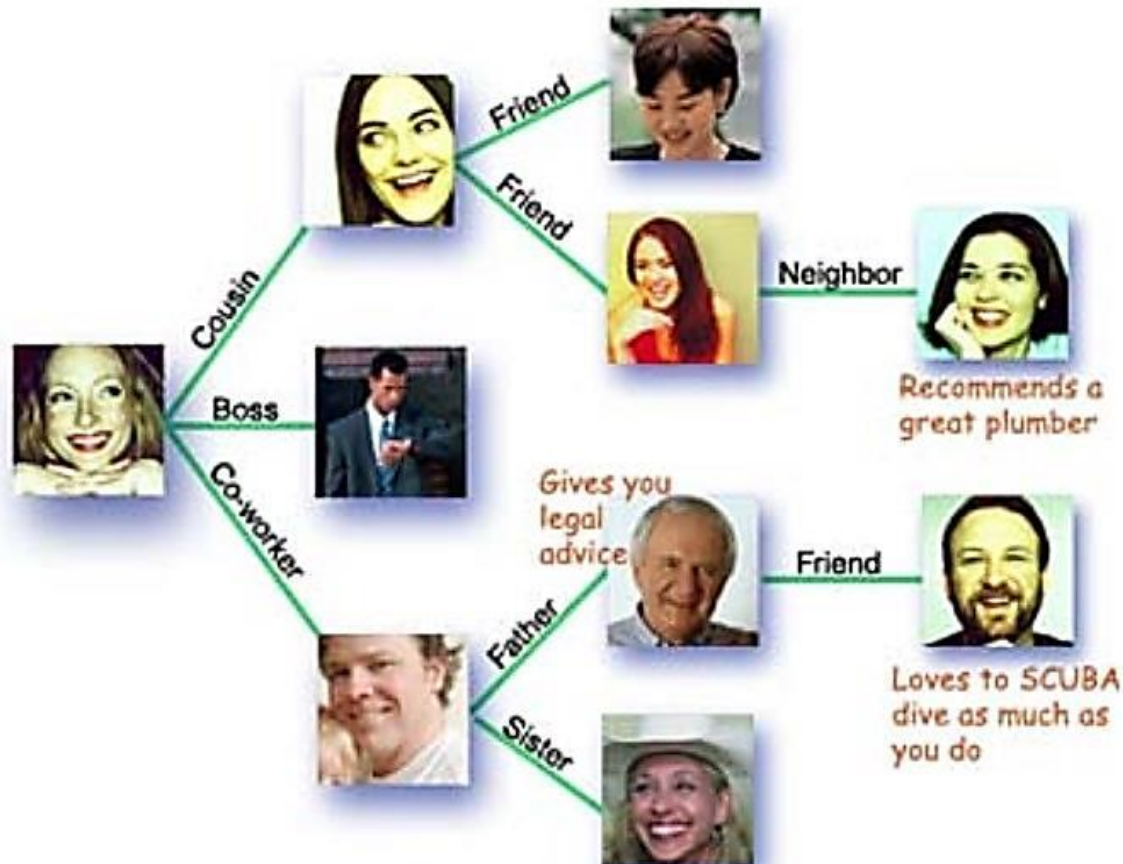 Friend
Friend
Neighbor
Cousin
Recommends a
great plumber
Boss
Co-worker
Gives you
legal
advice
Friend
Father
Loves to SCUBA
dive as much as
you do
Sister